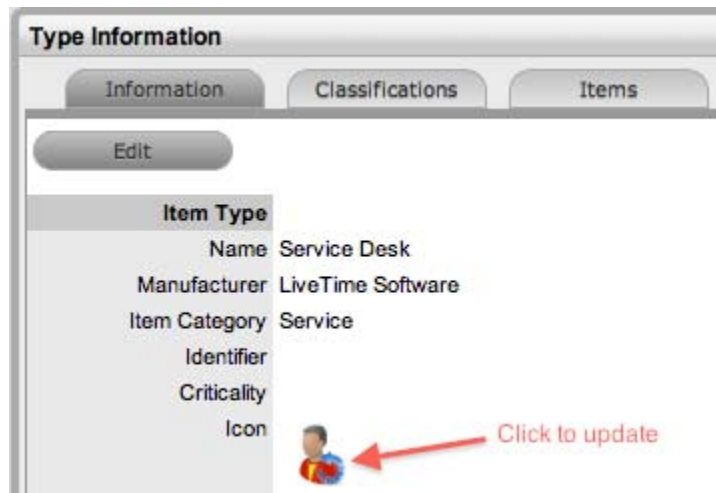 Type Information
Information Classifications Items
Edit
Item Type
Name Service Desk
Manufacturer LiveTime Software
Item Category Service
Identifier
Criticality
Icon
Click to update